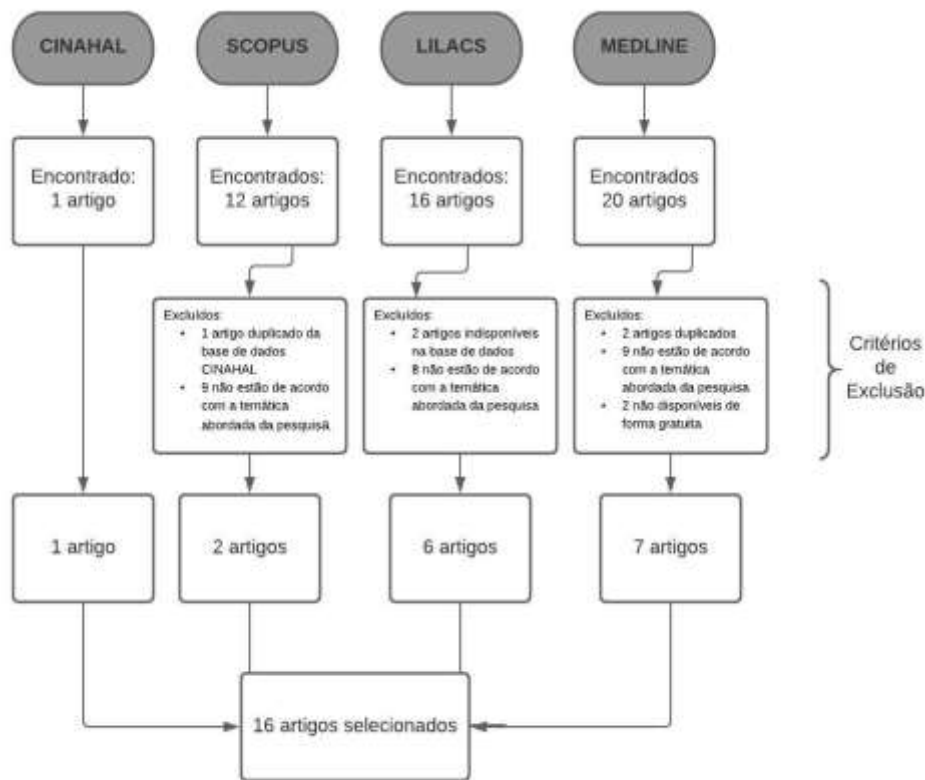 CINAHAL
SCOPUS
LILACS
MEDLINE
Encontrado:
1 artigo
Encontrados:
12 artigos
Encontrados:
16 artigos
Encontrados
20 artigos
Excluídos:
• 1 artigo duplicado da
base de dados
CINAHAL
• 9 não estão de acordo
com a temática
abordada da pesquisa
Excluídos:
• 2 artigos indisponíveis
na base de dados
• 8 não estão de acordo
com a temática
abordada da pesquisa
Excluídos:
• 2 artigos duplicados
• 9 não estão de acordo
com a temática
abordada da pesquisa
• 2 não disponíveis de
forma gratuita
Critérios
de
Exclusão
1 artigo
2 artigos
6 artigos
7 artigos
16 artigos selecionados